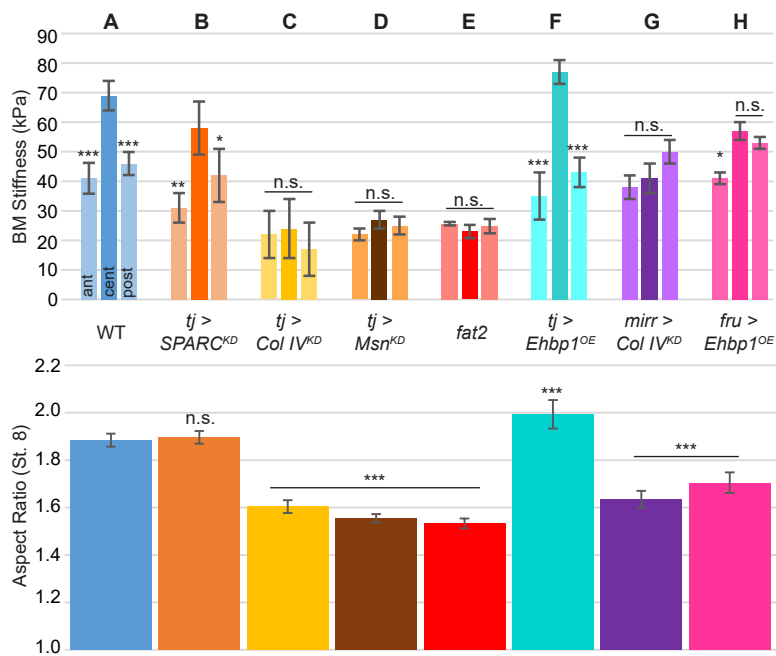 A B C D E F G H
BM Stiffness (kPa)
90
80
70
60
50
40
30
20
10
0
*** ***
** *
n.s.
n.s.
n.s.
*** ***
n.s.
* n.s.
ant cent post
WT
tj >
SPARC^KD
tj >
Col IV^KD
tj >
Msn^KD
fat2
tj >
Ehbp1^OE
mirr >
Col IV^KD
fru >
Ehbp1^OE
Aspect Ratio (St. 8)
2.2
2.0
1.8
1.6
1.4
1.2
1.0
n.s.
***
***
***